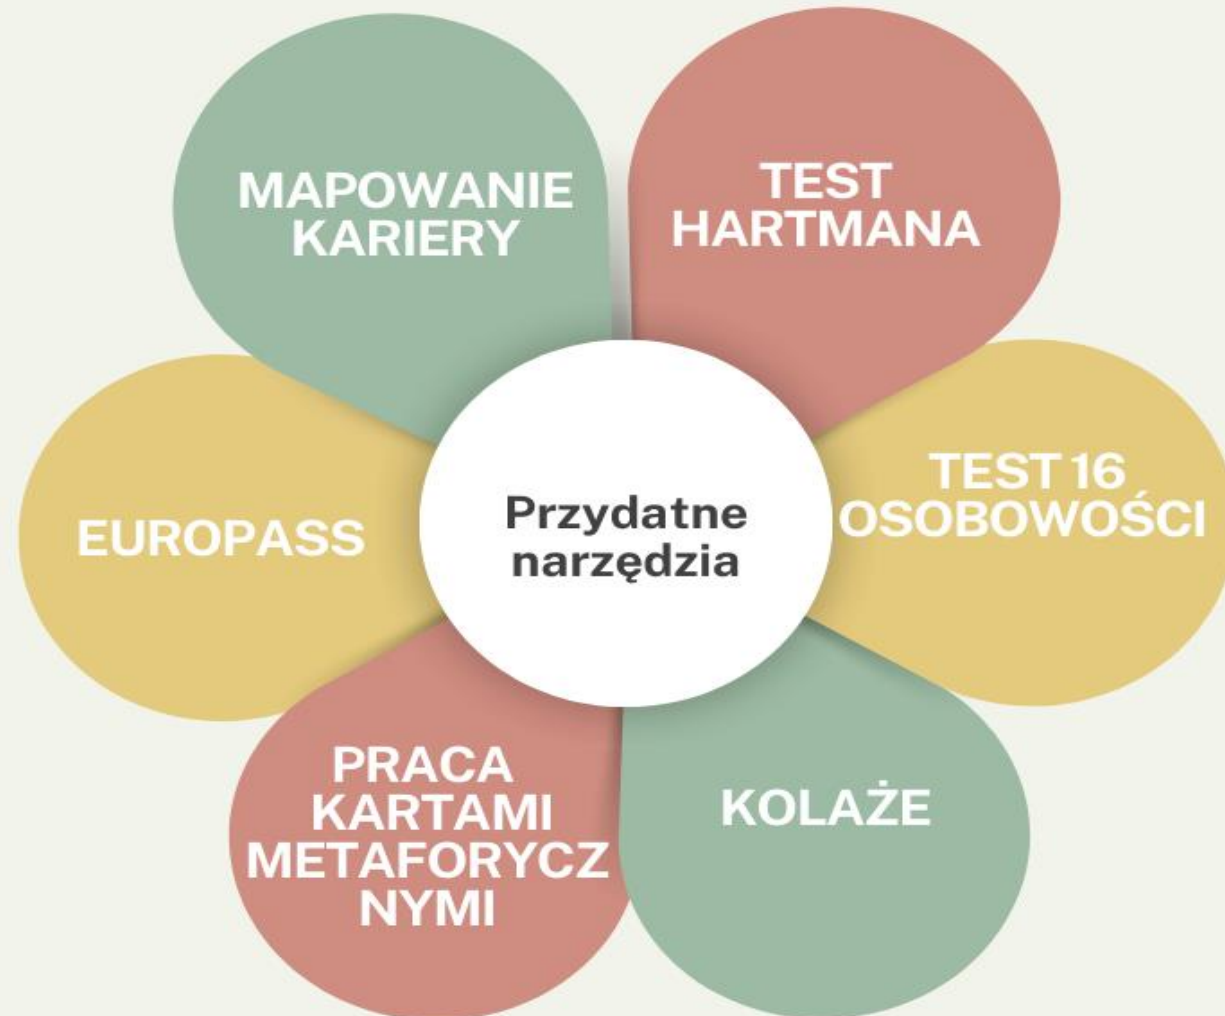 MAPOWANIE
KARIERY
TEST
HARTMANA
TEST 16
OSOBOWOŚCI
EUROPASS
Przydatne
narzędzia
PRACA
KARTAMI
METAFORYCZ
NYMI
KOLAŻE